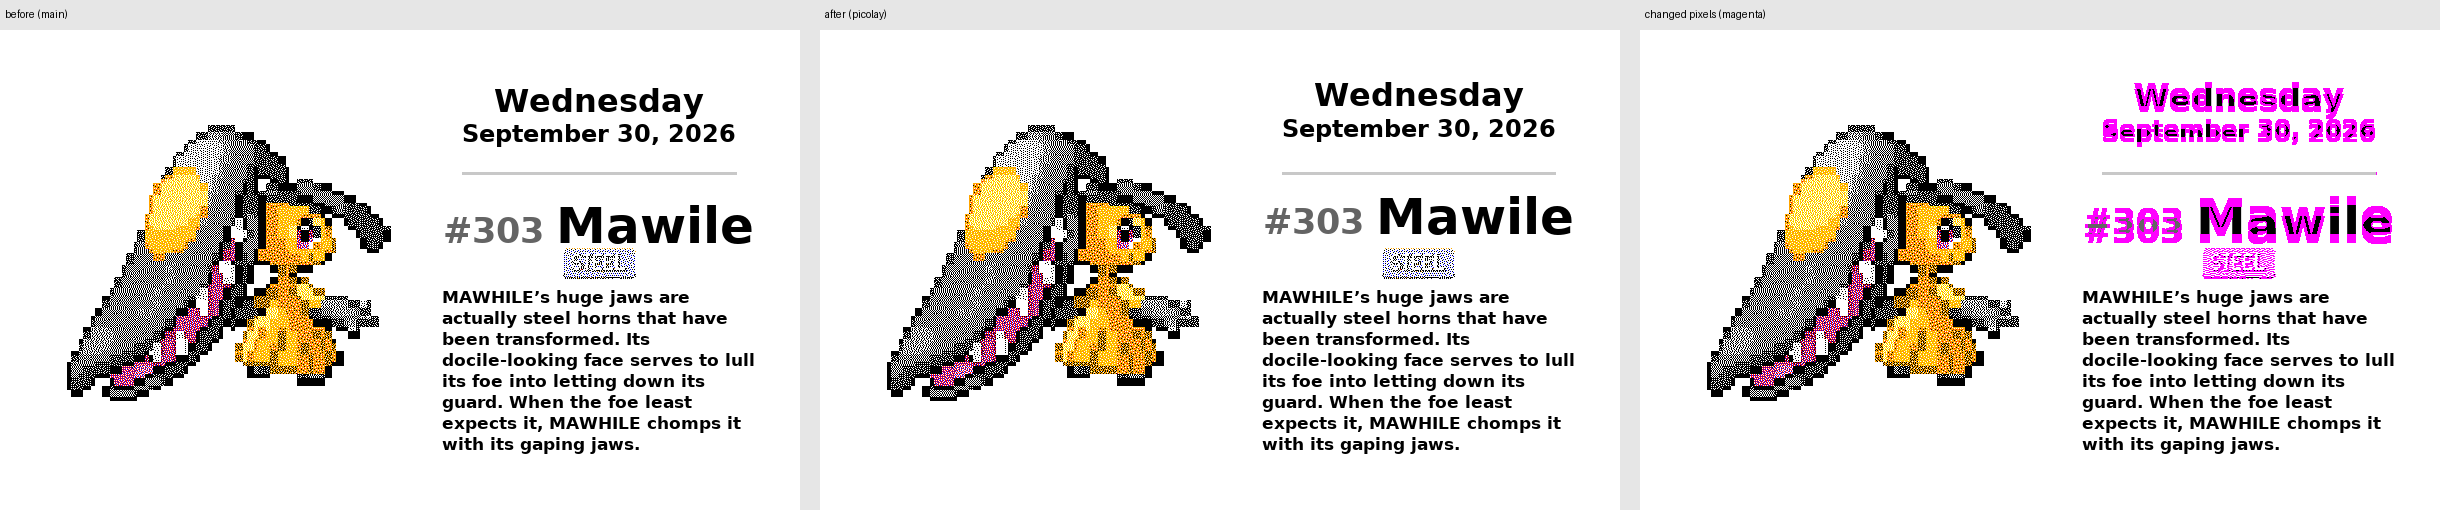 before (main)
Wednesday
September 30, 2026
#303 Mawile
STEEL
MAWHILE’s huge jaws are
actually steel horns that have
been transformed. Its
docile-looking face serves to lull
its foe into letting down its
guard. When the foe least
expects it, MAWHILE chomps it
with its gaping jaws.
after (picolay)
Wednesday
September 30, 2026
#303 Mawile
STEEL
MAWHILE’s huge jaws are
actually steel horns that have
been transformed. Its
docile-looking face serves to lull
its foe into letting down its
guard. When the foe least
expects it, MAWHILE chomps it
with its gaping jaws.
changed pixels (magenta)
Wednesday
September 30, 2026
#303 Mawile
STEEL
MAWHILE’s huge jaws are
actually steel horns that have
been transformed. Its
docile-looking face serves to lull
its foe into letting down its
guard. When the foe least
expects it, MAWHILE chomps it
with its gaping jaws.